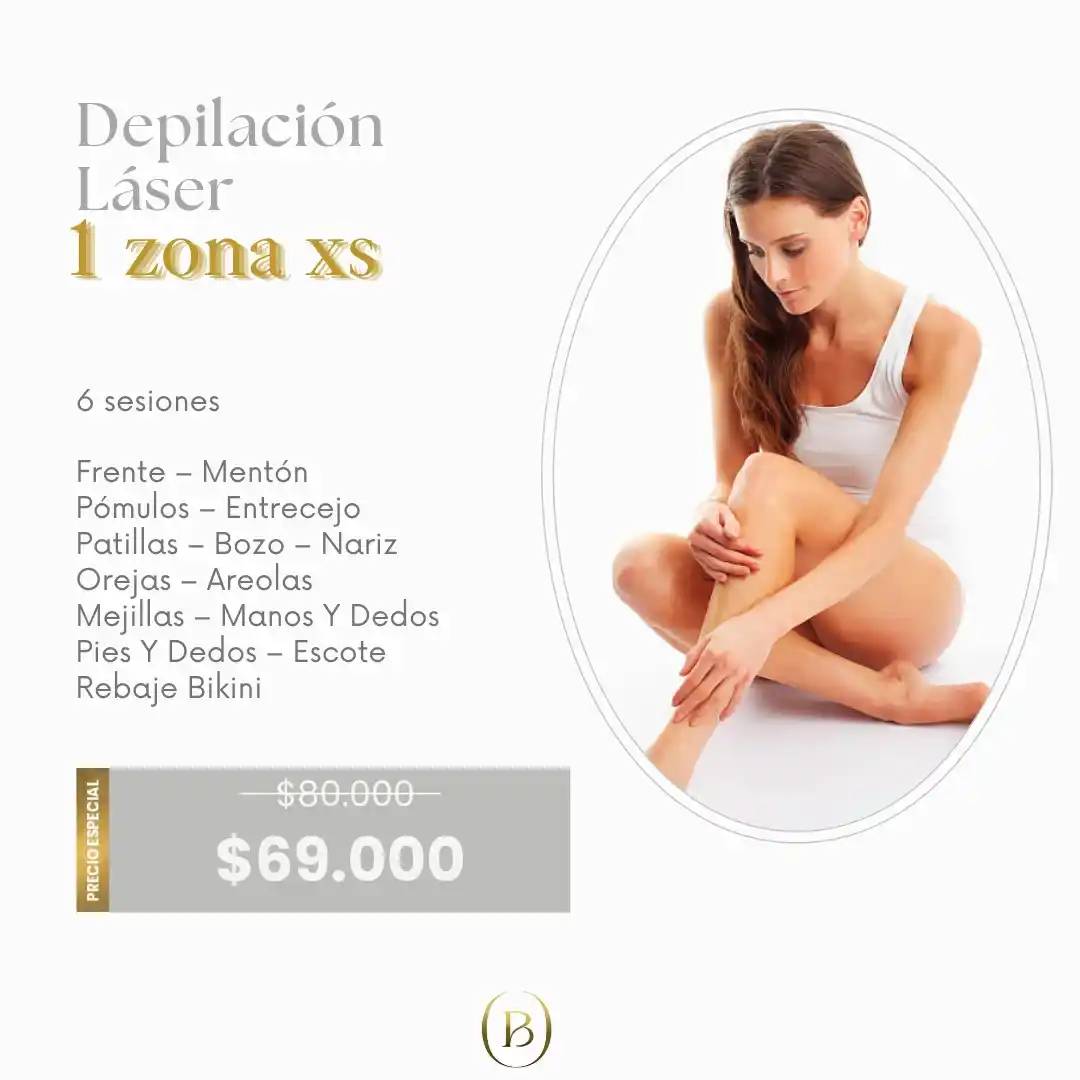 Depilación
Láser
1 zona xs
6 sesiones
Frente – Mentón
Pómulos – Entrecejo
Patillas – Bozo – Nariz
Orejas – Areolas
Mejillas – Manos Y Dedos
Pies Y Dedos – Escote
Rebaje Bikini
PRECIO ESPECIAL
$80.000
$69.000
B